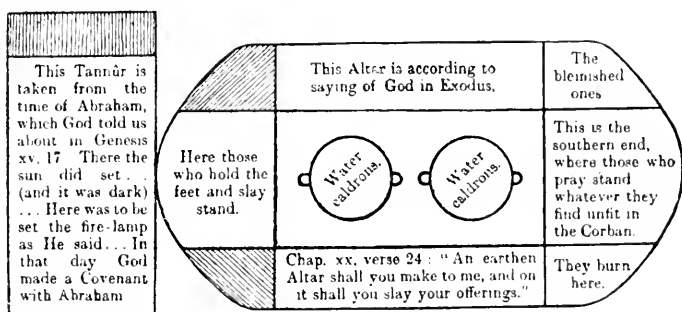 This Tannûr is
taken from the
time of Abraham,
which God told us
about in Genesis
xv. 17 There the
sun did set...
(and it was dark)
... Here was to be
set the fire-lamp
as He said... In
that day God
made a Covenant
with Abraham
Here those
who hold the
feet and slay
stand.
This Altar is according to
saying of God in Exodus,
Water
caldrons.
Water
caldrons.
Chap. xx, verse 24 : "An earthen
Altar shall you make to me, and on
it shall you slay your offerings."
The
blemished
ones
This is the
southern end,
where those who
pray stand
whatever they
find unfit in
the Corban.
They burn
here.